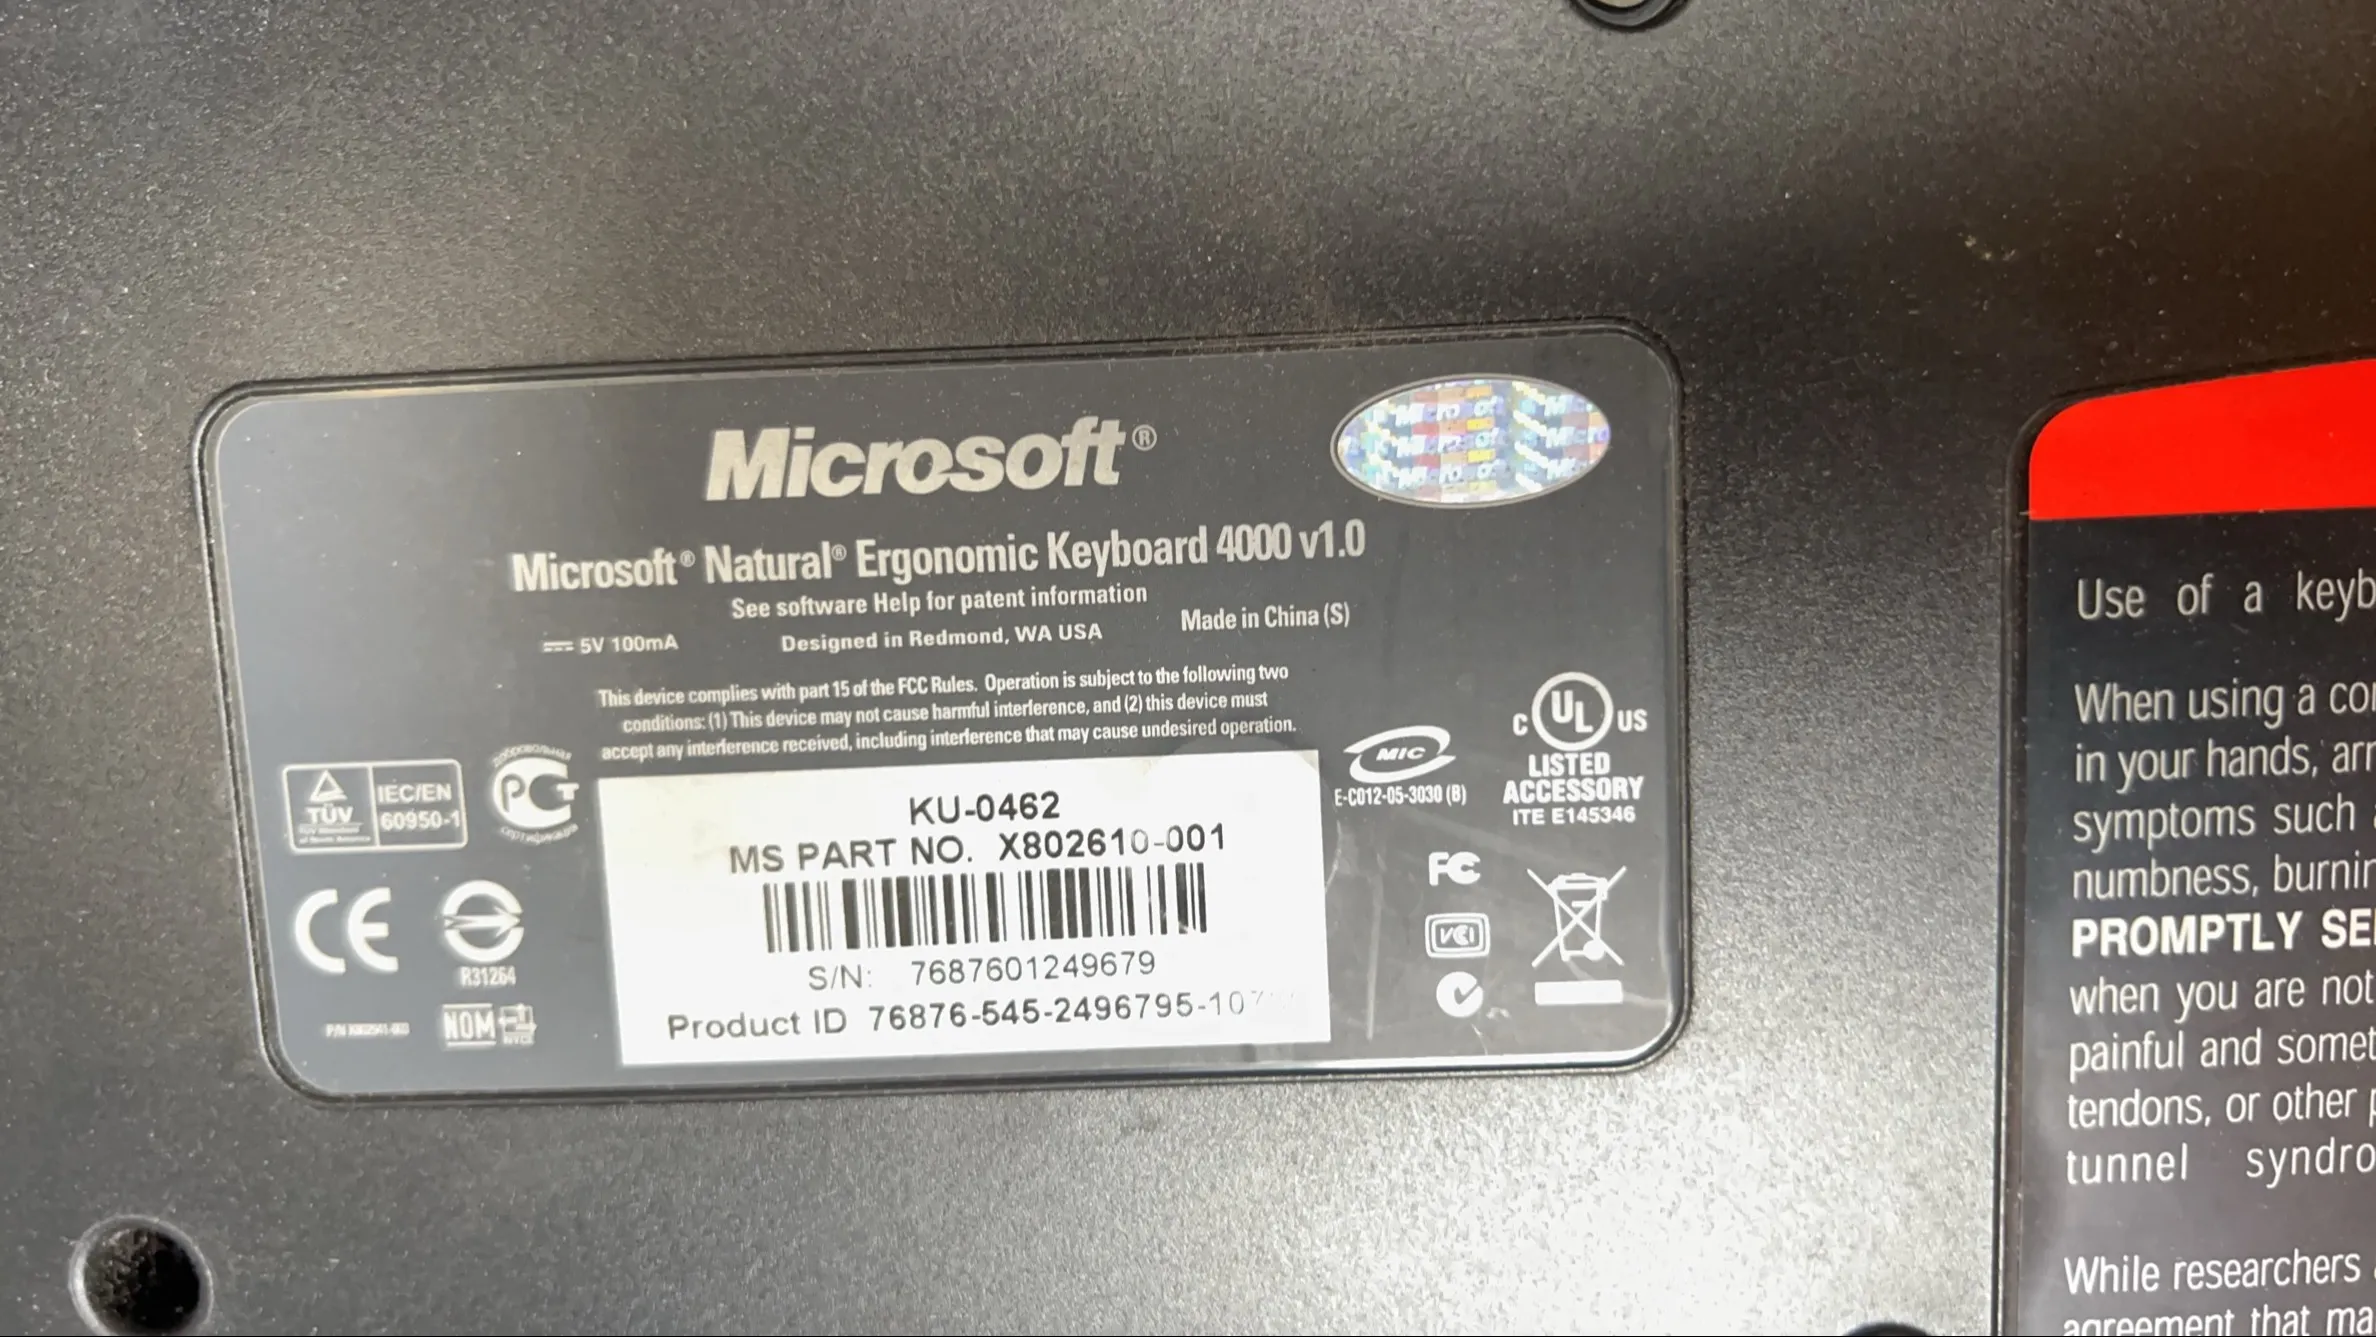 Microsoft®
Microsoft® Natural® Ergonomic Keyboard 4000 v1.0
See software Help for patent information
5V 100mA Designed in Redmond, WA USA Made in China (S)
This device complies with part 15 of the FCC Rules. Operation is subject to the following two
conditions: (1) This device may not cause harmful interference, and (2) this device must
accept any interference received, including interference that may cause undesired operation.
TÜV
IEC/EN
60950-1
CE
R31264
NOM
KU-0462
MS PART NO. X802610-001
S/N: 7687601249679
Product ID 76876-545-2496795-107
MIC
E-C012-05-3030 (B)
C UL US
LISTED
ACCESSORY
ITE E145346
FC
VCI
Use of a keyb
When using a co
in your hands, arr
symptoms such
numbness, burnin
PROMPTLY SE
when you are not
painful and somet
tendons, or other p
tunnel syndro
While researchers
agreement that ma